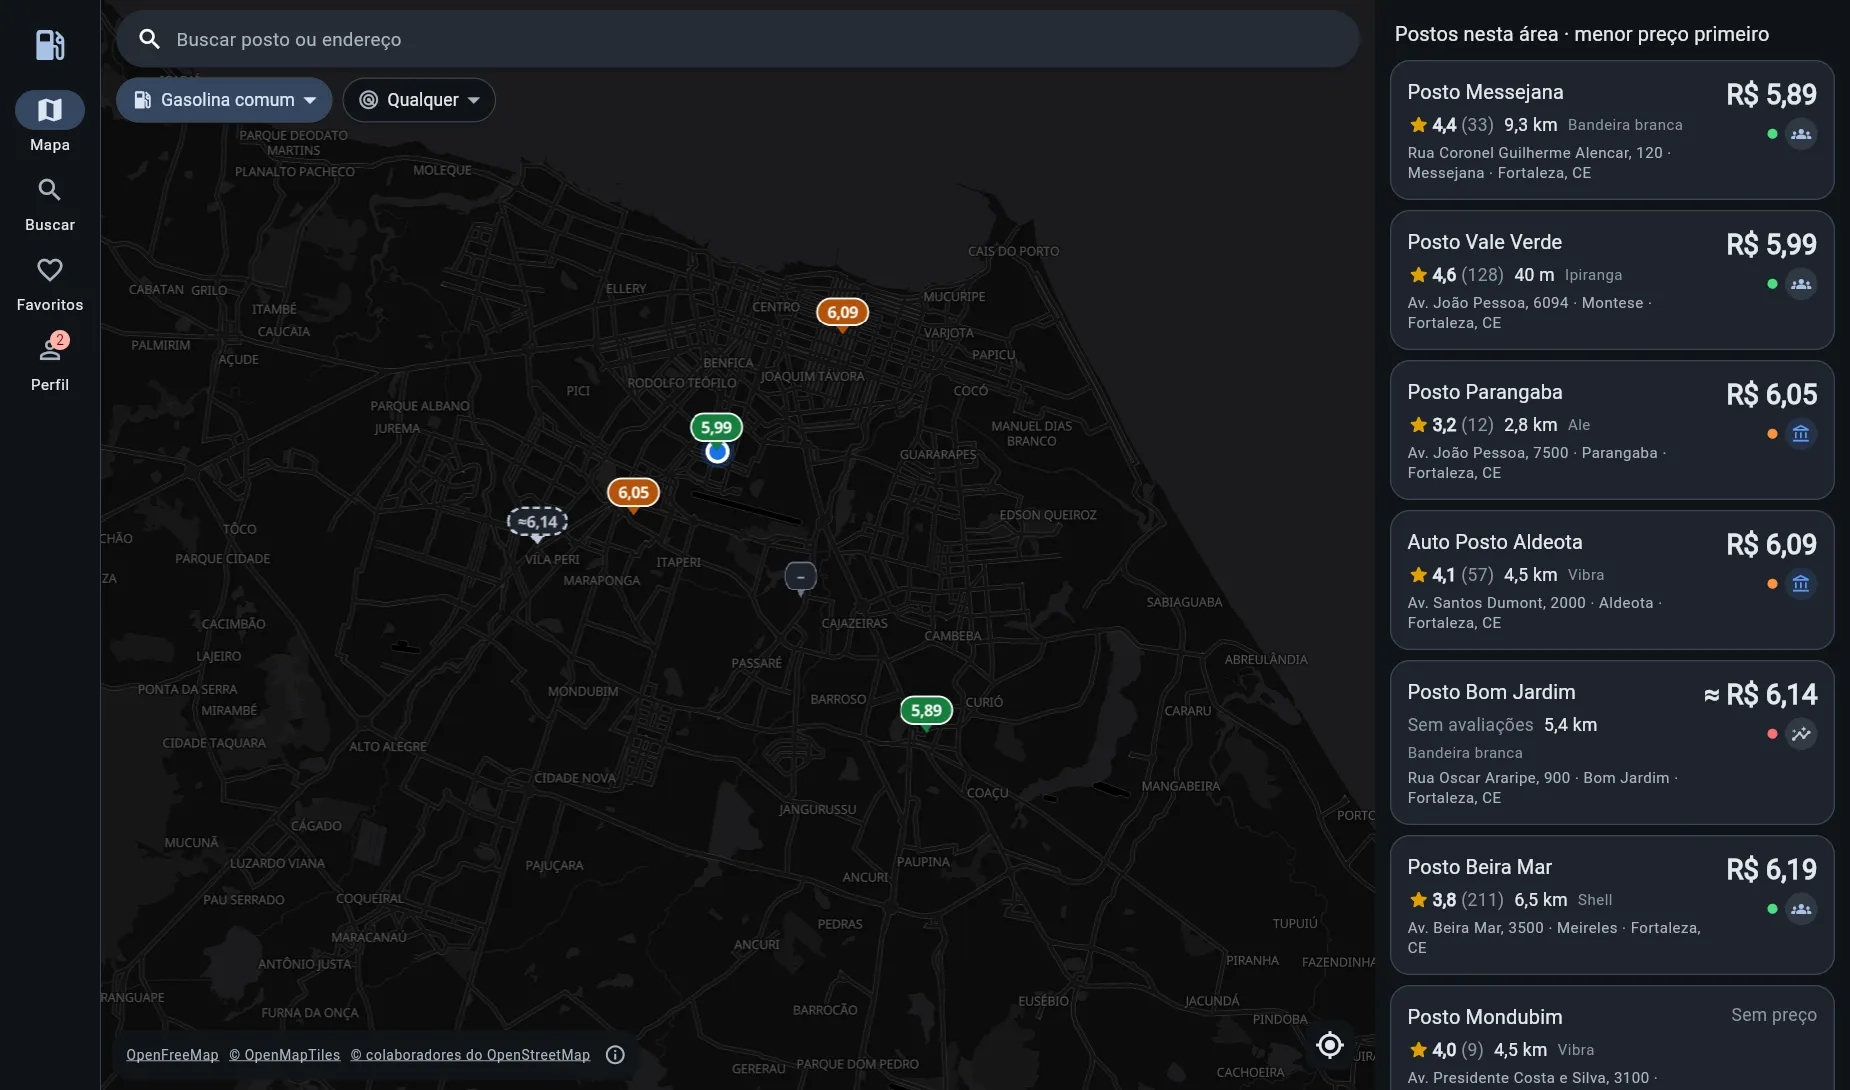 Mapa
Buscar
Favoritos
2
Perfil
Buscar posto ou endereço
Gasolina comum
Qualquer
PARQUE DEODATO
MARTINS
PLANALTO PACHECO
MOLEQUE
CAIS DO PORTO
CABATAN
GRILO
ELLERY
CENTRO
6,09
MUCURIPE
ITAMBÉ
CAUCAIA
VARJOTA
PALMIRIM
AÇUDE
BENFICA
PAPICU
PICI
RODOLFO TEÓFILO
JOAQUIM TÁVORA
COCÓ
PARQUE ALBANO
JUREMA
5,99
MANUEL DIAS
BRANCO
GUARARAPES
6,05
≈6,14
TÔCO
CHÃO
EDSON QUEIROZ
PARQUE CIDADE
VILA PERI
ITAPERI
ZA
MARAPONGA
–
SABIAGUABA
CACIMBÃO
CAJAZEIRAS
CAMBEBA
LAJEIRO
PASSARÉ
ABREULÂNDIA
PONTA DA SERRA
MONDUBIM
BARROSO
CURIÓ
MIRAMBÉ
5,89
CARARU
CIDADE TAQUARA
ALTO ALEGRE
CIDADE NOVA
COAÇU
MANGABEIRA
JANGURUSSU
PORTO
CÁGADO
MUCUNÃ
LUZARDO VIANA
PAJUÇARA
PAUPINA
ANCURI
PAU SERRADO
COQUEIRAL
PEDRAS
TUPUIÚ
MARACANAÚ
ANCURI
ANTÔNIO JUSTA
PIRANHA
FAZENDINHA
RANGUAPE
EUSÉBIO
JACUNDÁ
FURNA DA ONÇA
BARROCÃO
PINDOBA
GERERAU
PARQUE DOM PEDRO
CACHOEIRA
OpenFreeMap © OpenMapTiles © colaboradores do OpenStreetMap
Postos nesta área · menor preço primeiro
Posto Messejana
R$ 5,89
4,4 (33) 9,3 km Bandeira branca
Rua Coronel Guilherme Alencar, 120 ·
Messejana · Fortaleza, CE
Posto Vale Verde
R$ 5,99
4,6 (128) 40 m Ipiranga
Av. João Pessoa, 6094 · Montese ·
Fortaleza, CE
Posto Parangaba
R$ 6,05
3,2 (12) 2,8 km Ale
Av. João Pessoa, 7500 · Parangaba ·
Fortaleza, CE
Auto Posto Aldeota
R$ 6,09
4,1 (57) 4,5 km Vibra
Av. Santos Dumont, 2000 · Aldeota ·
Fortaleza, CE
Posto Bom Jardim
≈ R$ 6,14
Sem avaliações 5,4 km
Bandeira branca
Rua Oscar Araripe, 900 · Bom Jardim ·
Fortaleza, CE
Posto Beira Mar
R$ 6,19
3,8 (211) 6,5 km Shell
Av. Beira Mar, 3500 · Meireles · Fortaleza,
CE
Posto Mondubim
Sem preço
4,0 (9) 4,5 km Vibra
Av. Presidente Costa e Silva, 3100 ·